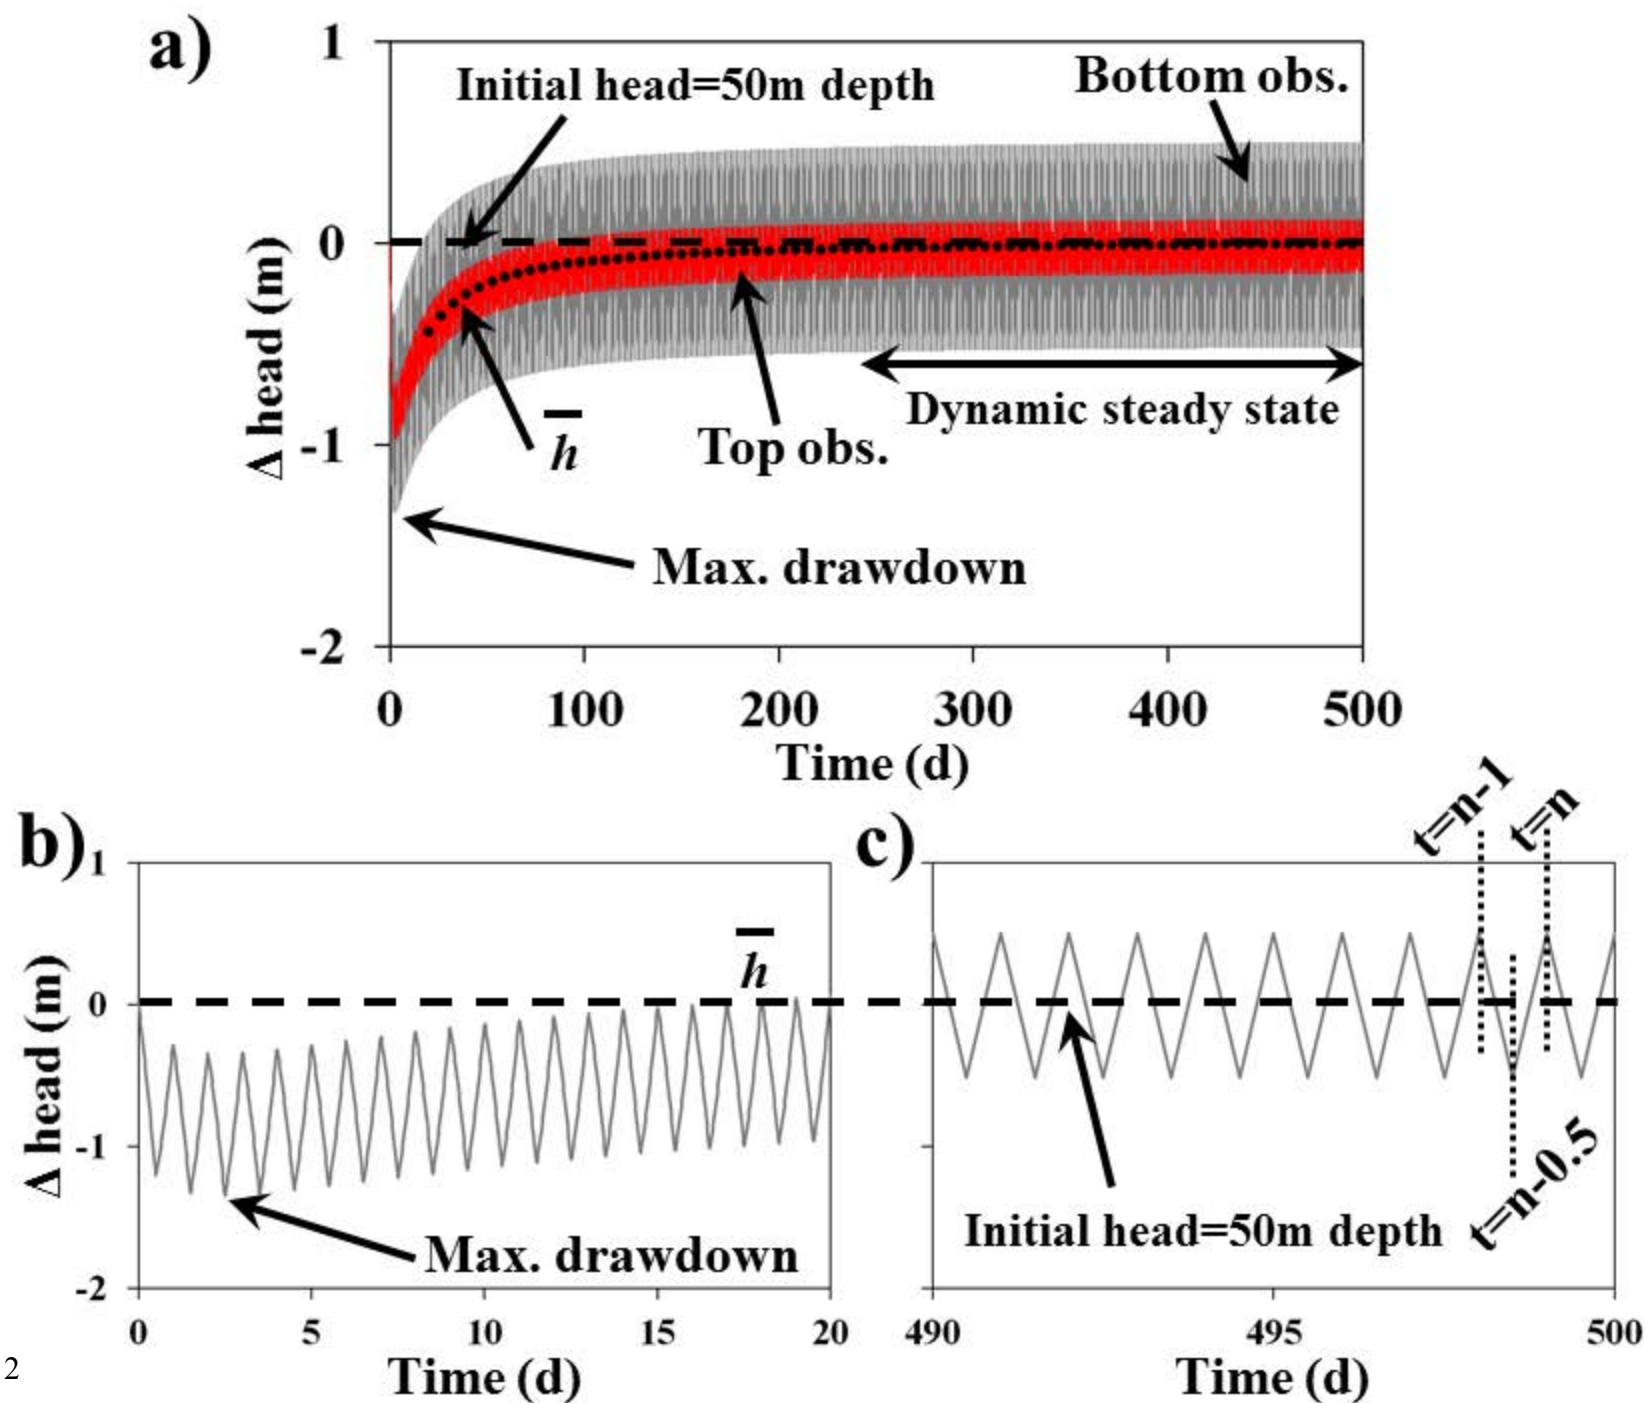 a)
1
0
-1
-2
Δ head (m)
Initial head=50m depth
Bottom obs.
h
Top obs.
Dynamic steady state
Max. drawdown
0 100 200 300 400 500
Time (d)
b)
1
0
-1
-2
Δ head (m)
h
Max. drawdown
0 5 10 15 20
Time (d)
c)
t=n-1
t=n
t=n-0.5
Initial head=50m depth
490 495 500
Time (d)
2